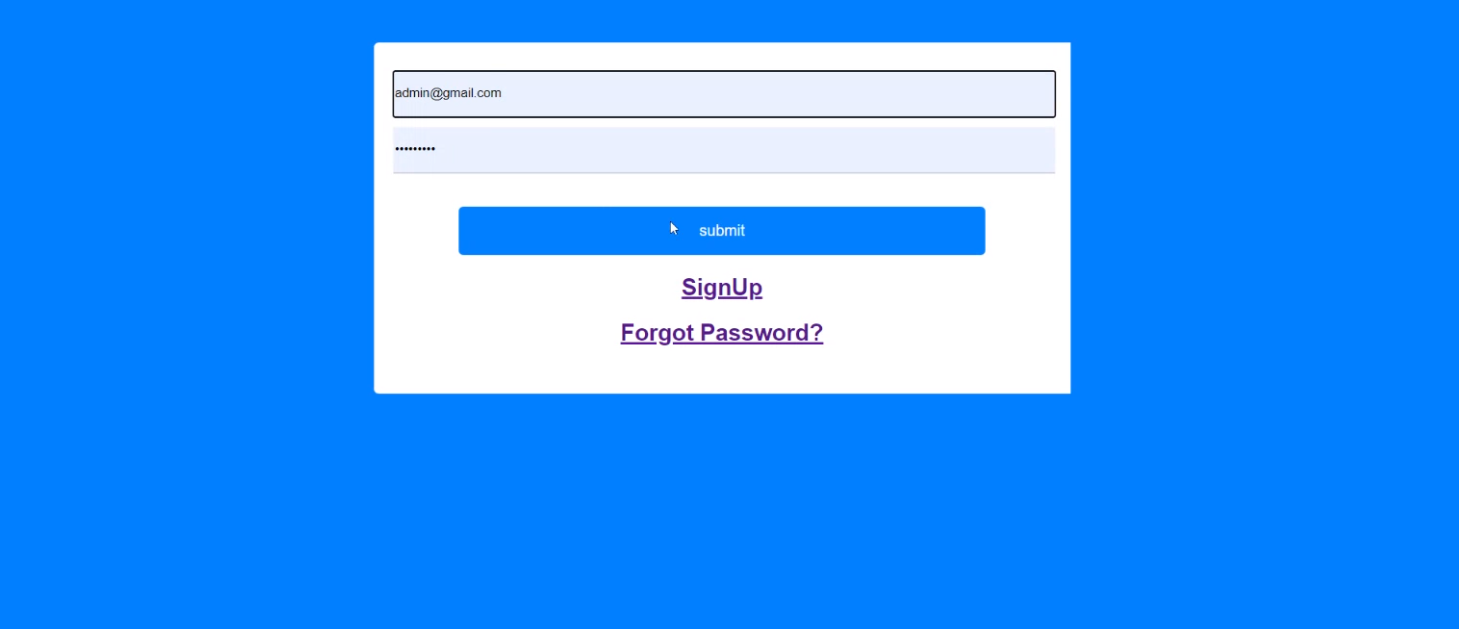 admin@gmail.com
•••••••••
submit
SignUp
Forgot Password?